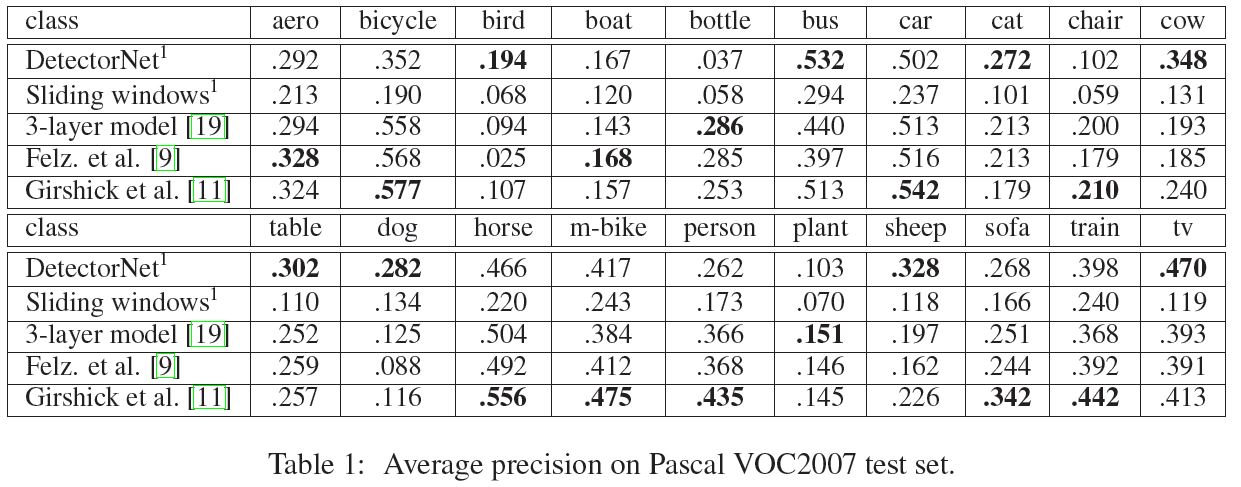 class aero bicycle bird boat bottle bus car cat chair cow
DetectorNet1 .292 .352 .194 .167 .037 .532 .502 .272 .102 .348
Sliding windows1 .213 .190 .068 .120 .058 .294 .237 .101 .059 .131
3-layer model [19] .294 .558 .094 .143 .286 .440 .513 .213 .200 .193
Felz. et al. [9] .328 .568 .025 .168 .285 .397 .516 .213 .179 .185
Girshick et al. [11] .324 .577 .107 .157 .253 .513 .542 .179 .210 .240
class table dog horse m-bike person plant sheep sofa train tv
DetectorNet1 .302 .282 .466 .417 .262 .103 .328 .268 .398 .470
Sliding windows1 .110 .134 .220 .243 .173 .070 .118 .166 .240 .119
3-layer model [19] .252 .125 .504 .384 .366 .151 .197 .251 .368 .393
Felz. et al. [9] .259 .088 .492 .412 .368 .146 .162 .244 .392 .391
Girshick et al. [11] .257 .116 .556 .475 .435 .145 .226 .342 .442 .413
Table 1: Average precision on Pascal VOC2007 test set.